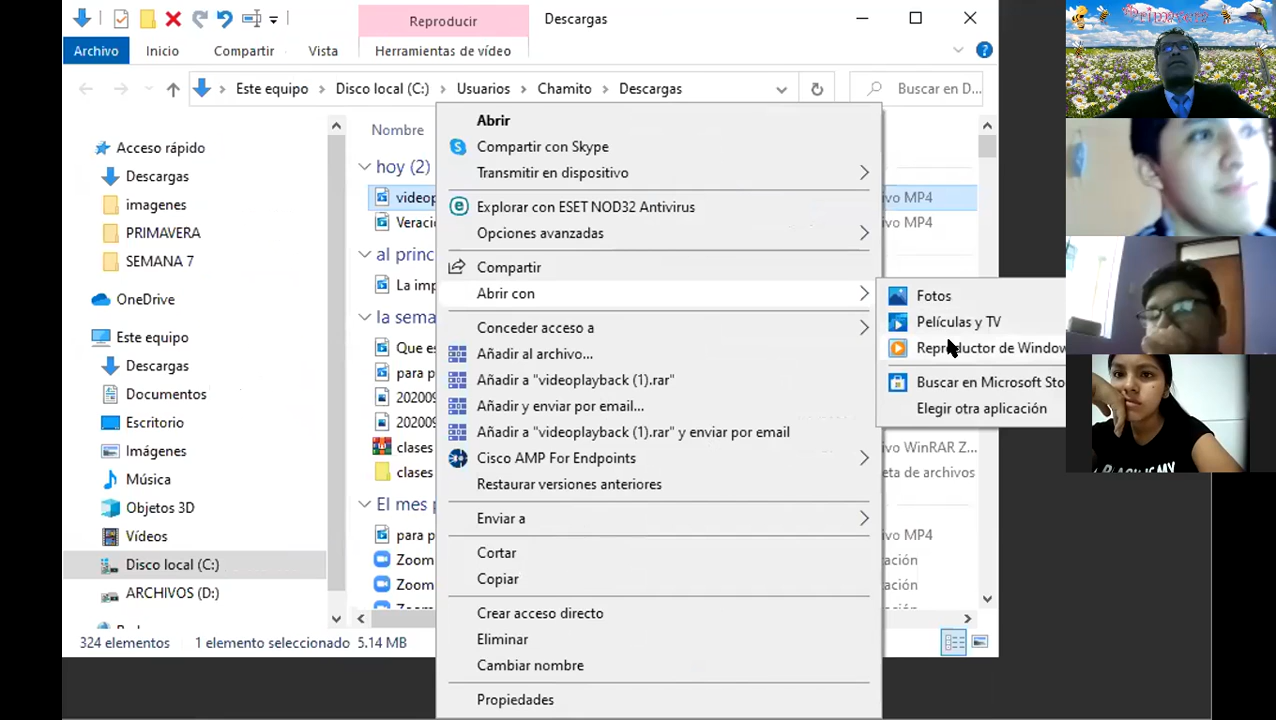 Reproducir
Descargas
Archivo
Inicio
Compartir
Vista
Herramientas de vídeo
Este equipo
Disco local (C:)
Usuarios
Chamito
Descargas
Buscar en D...
Acceso rápido
Descargas
imagenes
PRIMAVERA
SEMANA 7
OneDrive
Este equipo
Descargas
Documentos
Escritorio
Imágenes
Música
Objetos 3D
Vídeos
Disco local (C:)
ARCHIVOS (D:)
Nombre
hoy (2)
videop
ivo MP4
Veraci
ivo MP4
al princ
La imp
la sema
Que es
para p
202009
202009
clases
vo WinRAR Z...
clases
eta de archivos
El mes p
para p
ivo MP4
Zoom
ación
Zoom
ación
Abrir
Compartir con Skype
Transmitir en dispositivo
Explorar con ESET NOD32 Antivirus
Opciones avanzadas
Compartir
Abrir con
Conceder acceso a
Añadir al archivo...
Añadir a "videoplayback (1).rar"
Añadir y enviar por email...
Añadir a "videoplayback (1).rar" y enviar por email
Cisco AMP For Endpoints
Restaurar versiones anteriores
Enviar a
Cortar
Copiar
Crear acceso directo
Eliminar
Cambiar nombre
Propiedades
Fotos
Películas y TV
Reproductor de Window
Buscar en Microsoft Sto
Elegir otra aplicación
324 elementos
1 elemento seleccionado
5.14 MB
Primavera